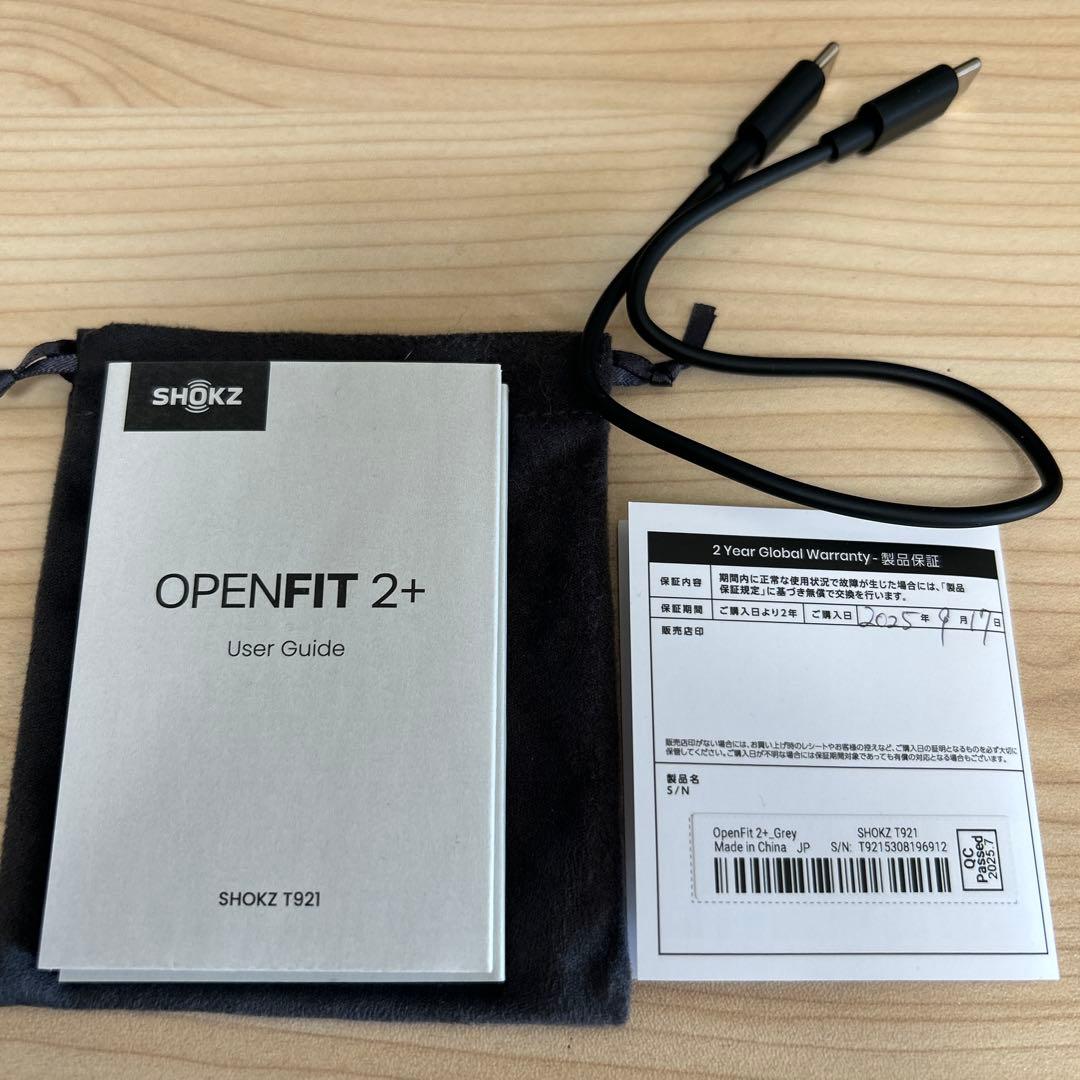 SHOKZ
OPENFIT 2+
User Guide
SHOKZ T921
2 Year Global Warranty - 製品保証
保証内容 期間内に正常な使用状況で故障が生じた場合には、「製品
保証規定」に基づき無償で交換を行います。
保証期間 ご購入日より2年 ご購入日 2025年9月17日
販売店印
販売店印がない場合には、お買い上げ時のレシートやお客様の控えなど、ご購入日の証明となるものを必ず大切に
保管してください。ご購入日が不明な場合には保証期間対象であっても有償の対応となる場合もございます。
製品名
S/N
OpenFit 2+_Grey SHOKZ T921
Made in China JP S/N: T9215308196912
QC
Passed
2025.7